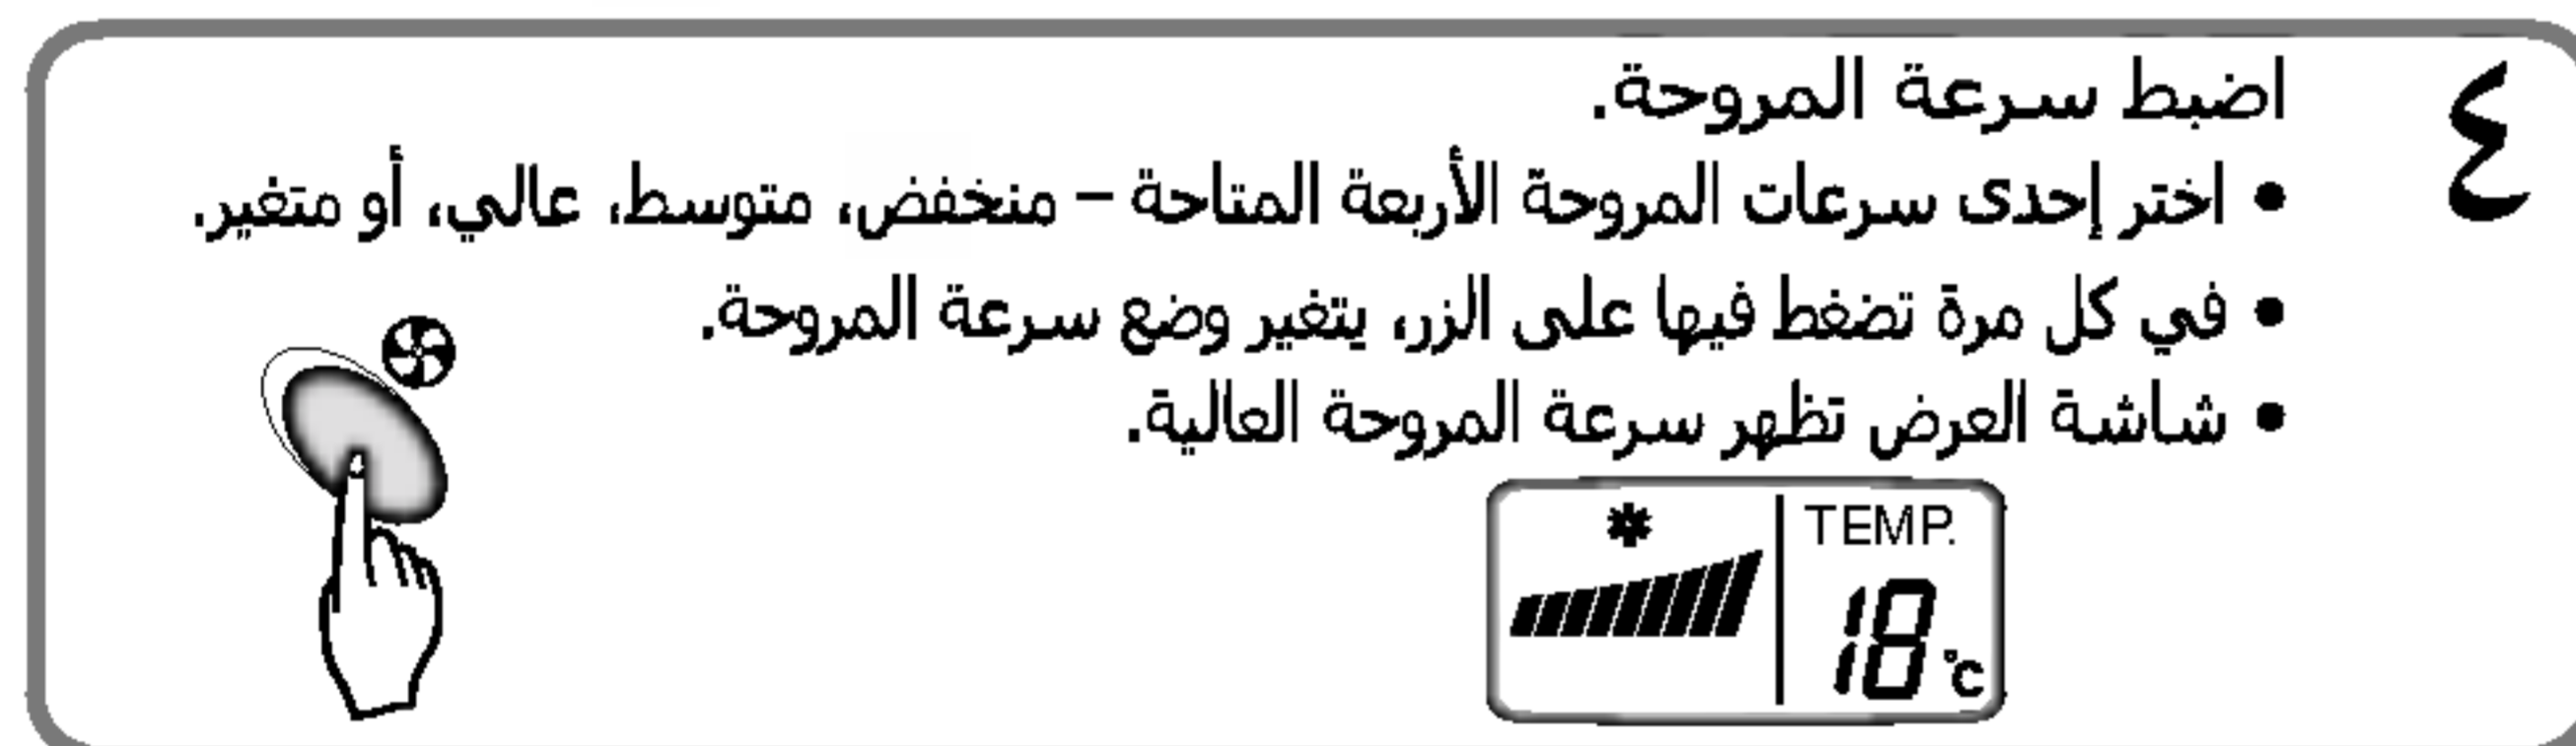 ٤
اضبط سرعة المروحة.
• اختر إحدى سرعات المروحة الأربعة المتاحة – منخفض، متوسط، عالي، أو متغير.
• في كل مرة تضغط فيها على الزر، يتغير وضع سرعة المروحة.
• شاشة العرض تظهر سرعة المروحة العالية.
TEMP.
18°C